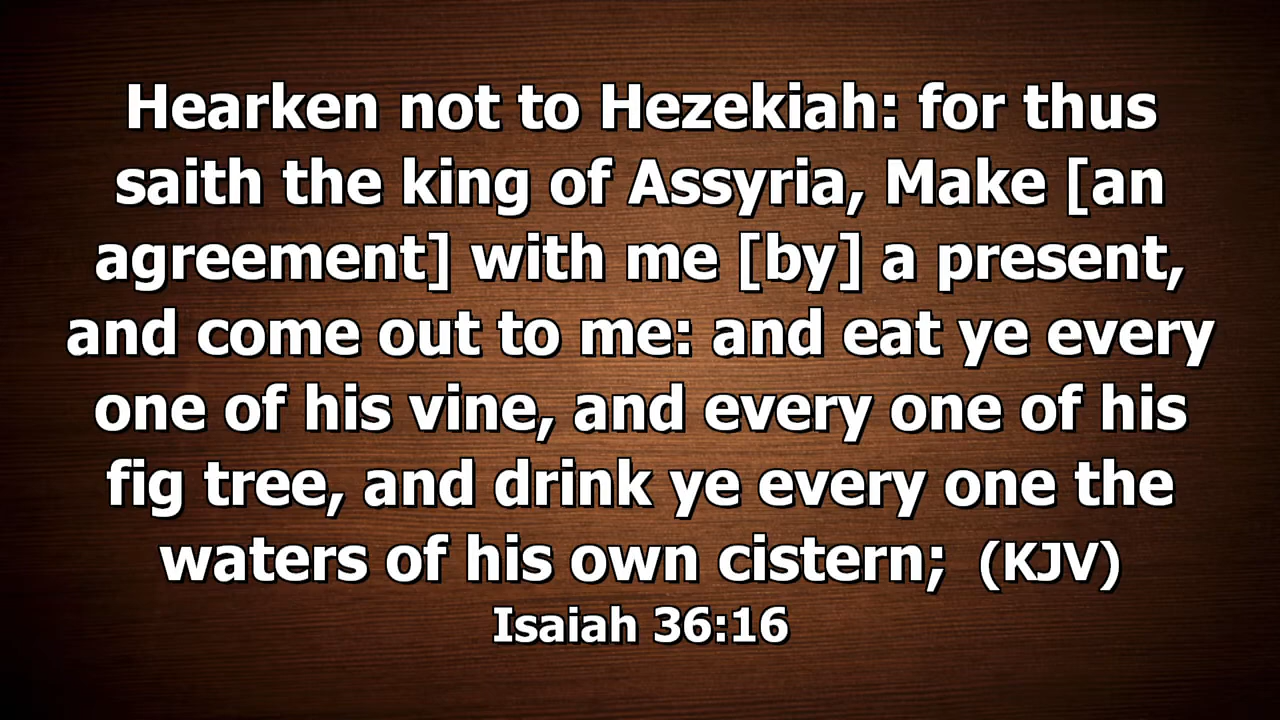 Hearken not to Hezekiah: for thus
saith the king of Assyria, Make [an
agreement] with me [by] a present,
and come out to me: and eat ye every
one of his vine, and every one of his
fig tree, and drink ye every one the
waters of his own cistern; (KJV)
Isaiah 36:16